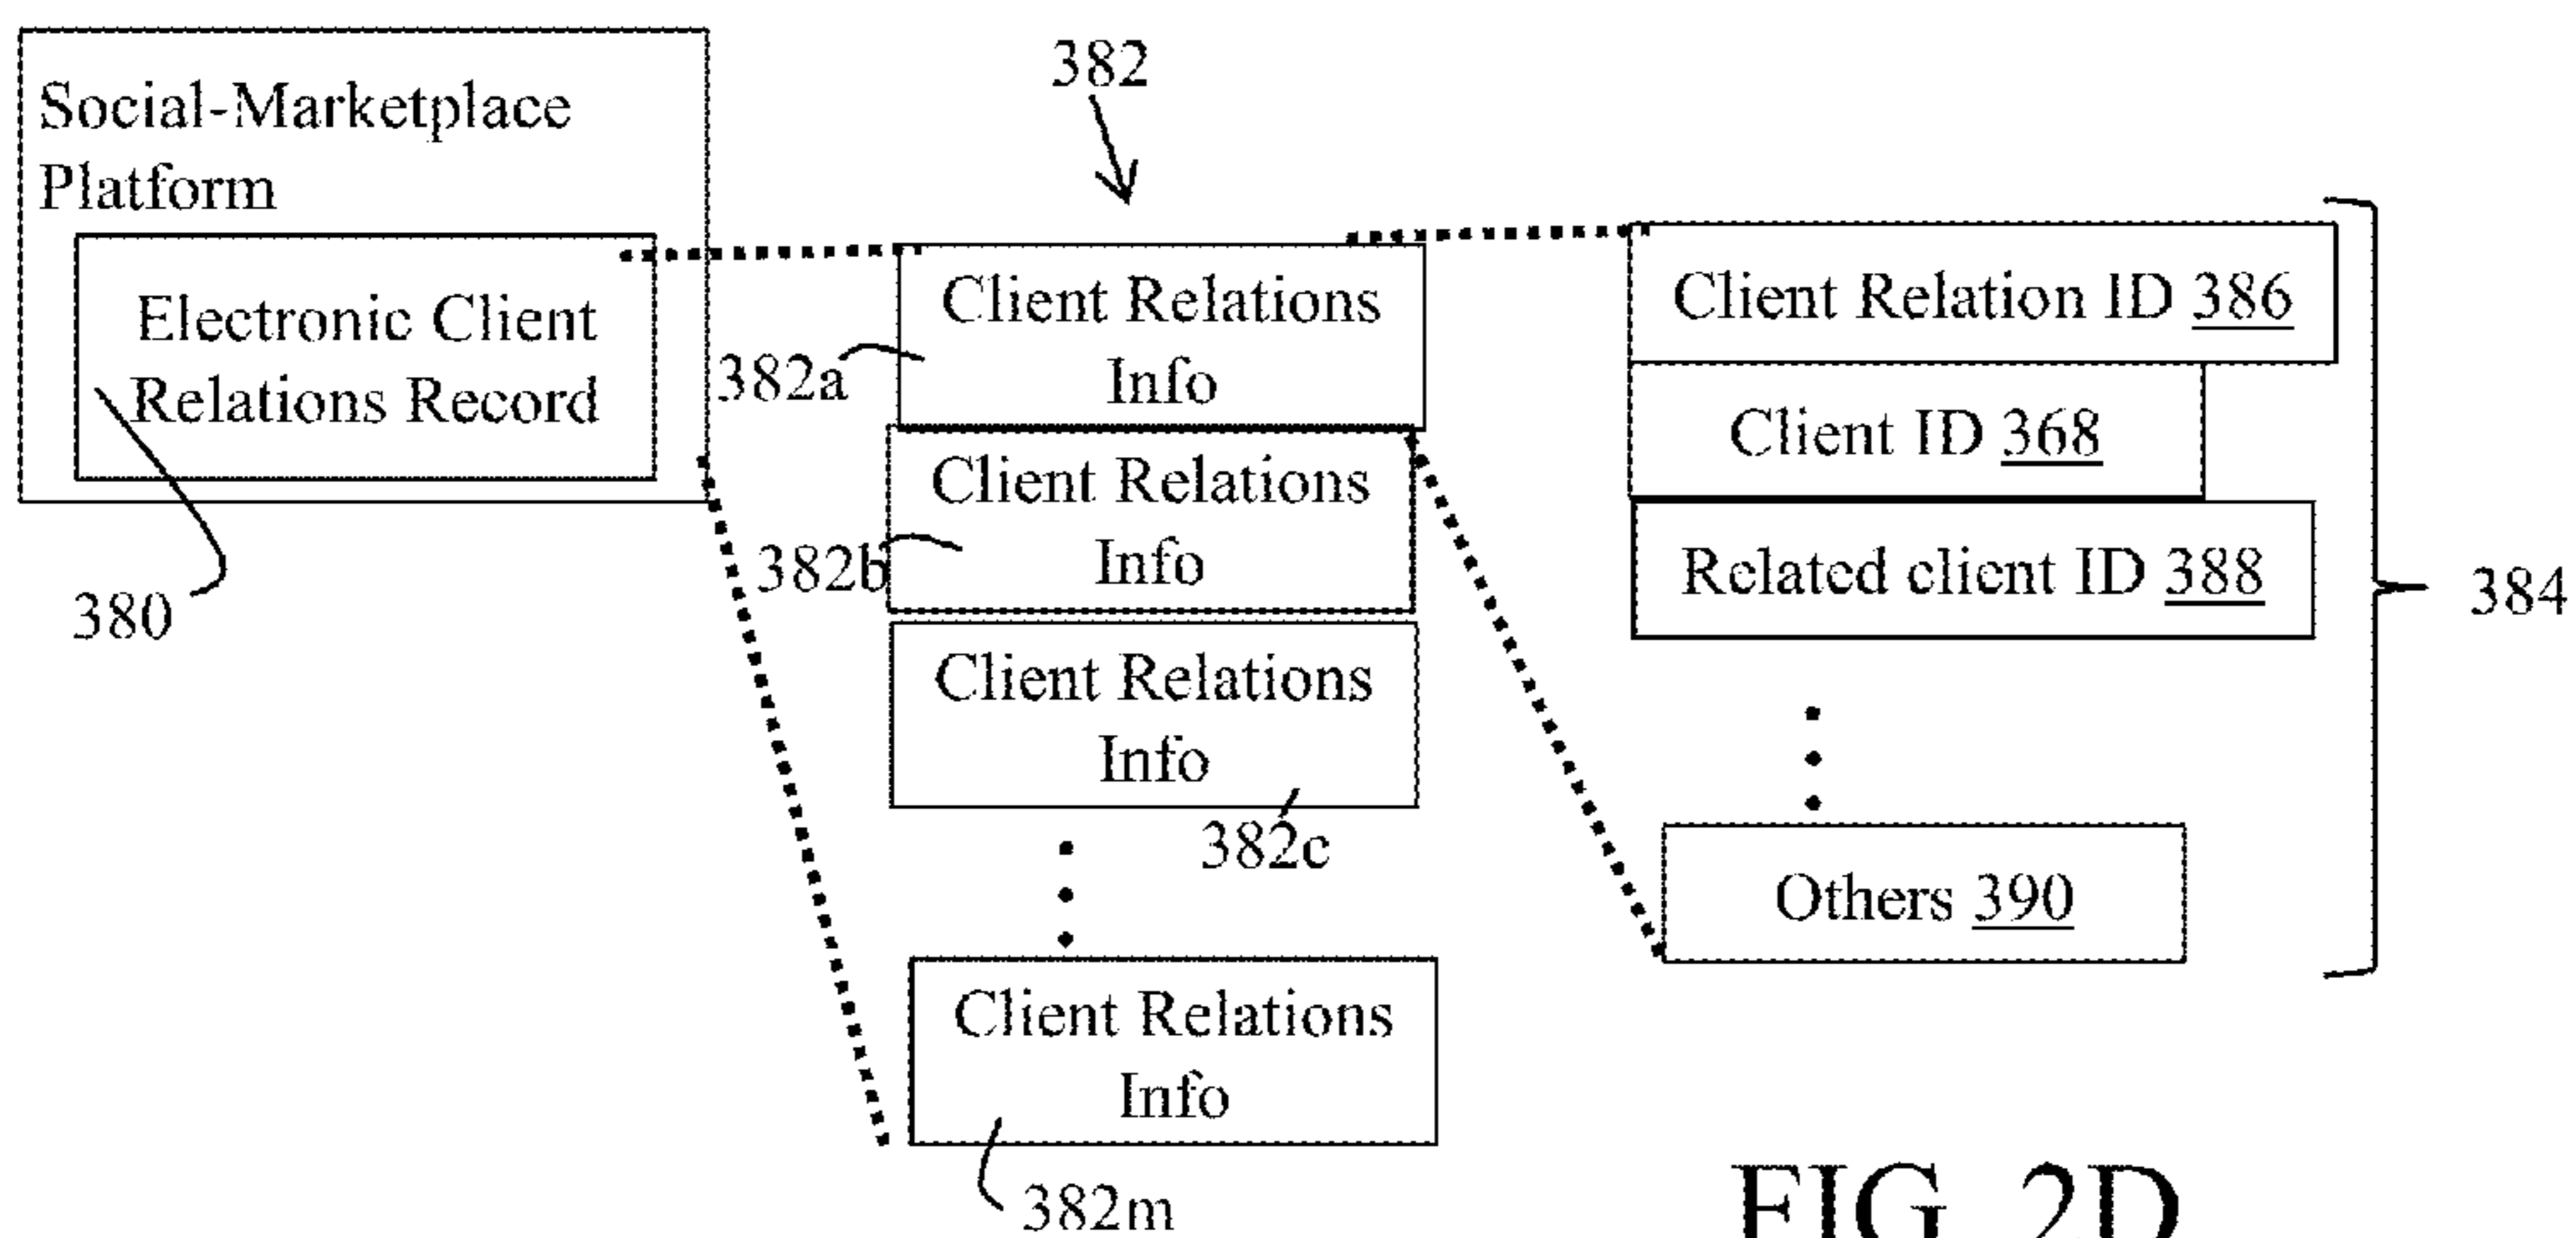 Social-Marketplace
Platform
Electronic Client
Relations Record
380
382
Client Relations
Info
382a
Client Relations
Info
382b
Client Relations
Info
382c
Client Relations
Info
382m
Client Relation ID 386
Client ID 368
Related client ID 388
Others 390
384
FIG. 2D